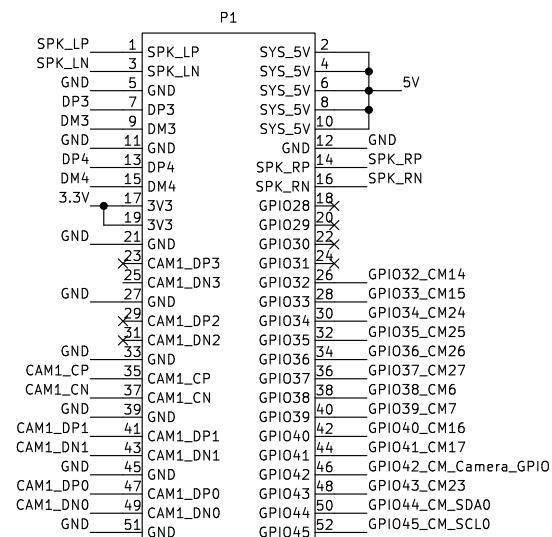 P1
SPK_LP 1 SPK_LP SYS_5V 2
SPK_LN 3 SPK_LN SYS_5V 4
GND 5 GND SYS_5V 6 5V
DP3 7 DP3 SYS_5V 8
DM3 9 DM3 SYS_5V 10
GND 11 GND GND 12 GND
DP4 13 DP4 SPK_RP 14 SPK_RP
DM4 15 DM4 SPK_RN 16 SPK_RN
3.3V 17 3V3 GPIO28 18
19 3V3 GPIO29 20
GND 21 GND GPIO30 22
23 CAM1_DP3 GPIO31 24
25 CAM1_DN3 GPIO32 26 GPIO32_CM14
GND 27 GND GPIO33 28 GPIO33_CM15
29 CAM1_DP2 GPIO34 30 GPIO34_CM24
31 CAM1_DN2 GPIO35 32 GPIO35_CM25
GND 33 GND GPIO36 34 GPIO36_CM26
CAM1_CP 35 CAM1_CP GPIO37 36 GPIO37_CM27
CAM1_CN 37 CAM1_CN GPIO38 38 GPIO38_CM6
GND 39 GND GPIO39 40 GPIO39_CM7
CAM1_DP1 41 CAM1_DP1 GPIO40 42 GPIO40_CM16
CAM1_DN1 43 CAM1_DN1 GPIO41 44 GPIO41_CM17
GND 45 GND GPIO42 46 GPIO42_CM_Camera_GPIO
CAM1_DP0 47 CAM1_DP0 GPIO43 48 GPIO43_CM23
CAM1_DN0 49 CAM1_DN0 GPIO44 50 GPIO44_CM_SDA0
GND 51 GND GPIO45 52 GPIO45_CM_SCL0